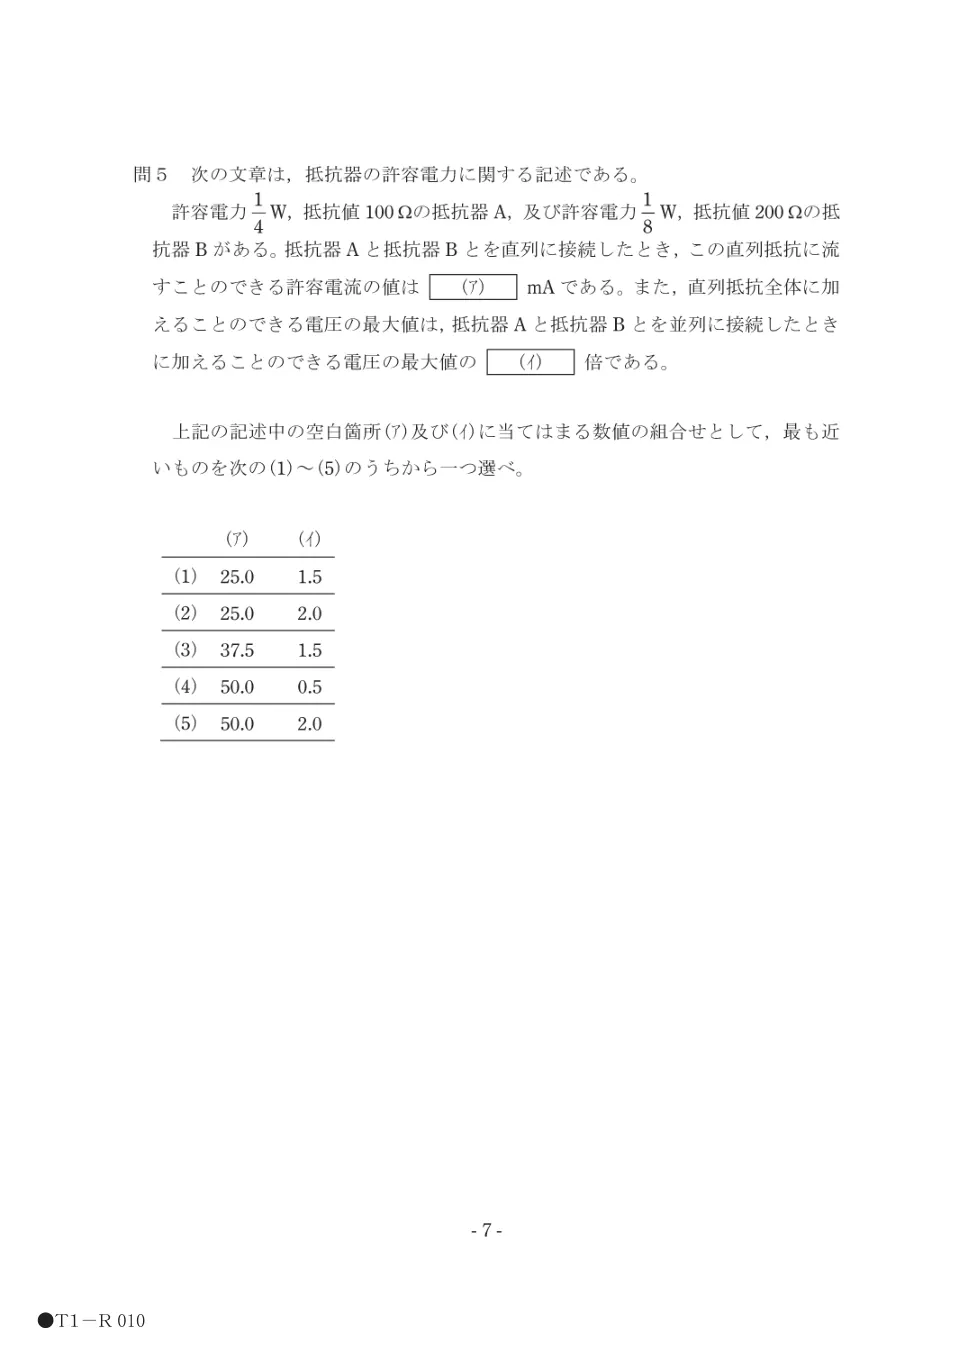 問５　次の文章は，抵抗器の許容電力に関する記述である。
許容電力 1/4 W，抵抗値 100 Ωの抵抗器 A，及び許容電力 1/8 W，抵抗値 200 Ωの抵
抗器 B がある。抵抗器 A と抵抗器 B とを直列に接続したとき，この直列抵抗に流
すことのできる許容電流の値は (ア) mA である。また，直列抵抗全体に加
えることのできる電圧の最大値は，抵抗器 A と抵抗器 B とを並列に接続したとき
に加えることのできる電圧の最大値の (イ) 倍である。
上記の記述中の空白箇所(ア)及び(イ)に当てはまる数値の組合せとして，最も近
いものを次の(1)～(5)のうちから一つ選べ。
(ア) (イ)
(1) 25.0 1.5
(2) 25.0 2.0
(3) 37.5 1.5
(4) 50.0 0.5
(5) 50.0 2.0
- 7 -
●T1－R 010